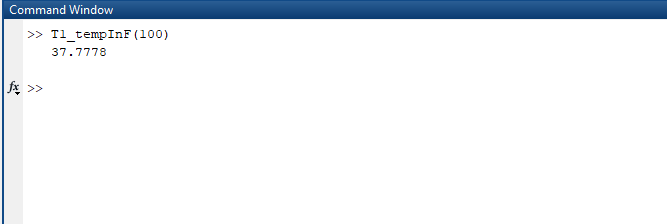 Command Window
>> T1_tempInF(100)
37.7778
fx >>